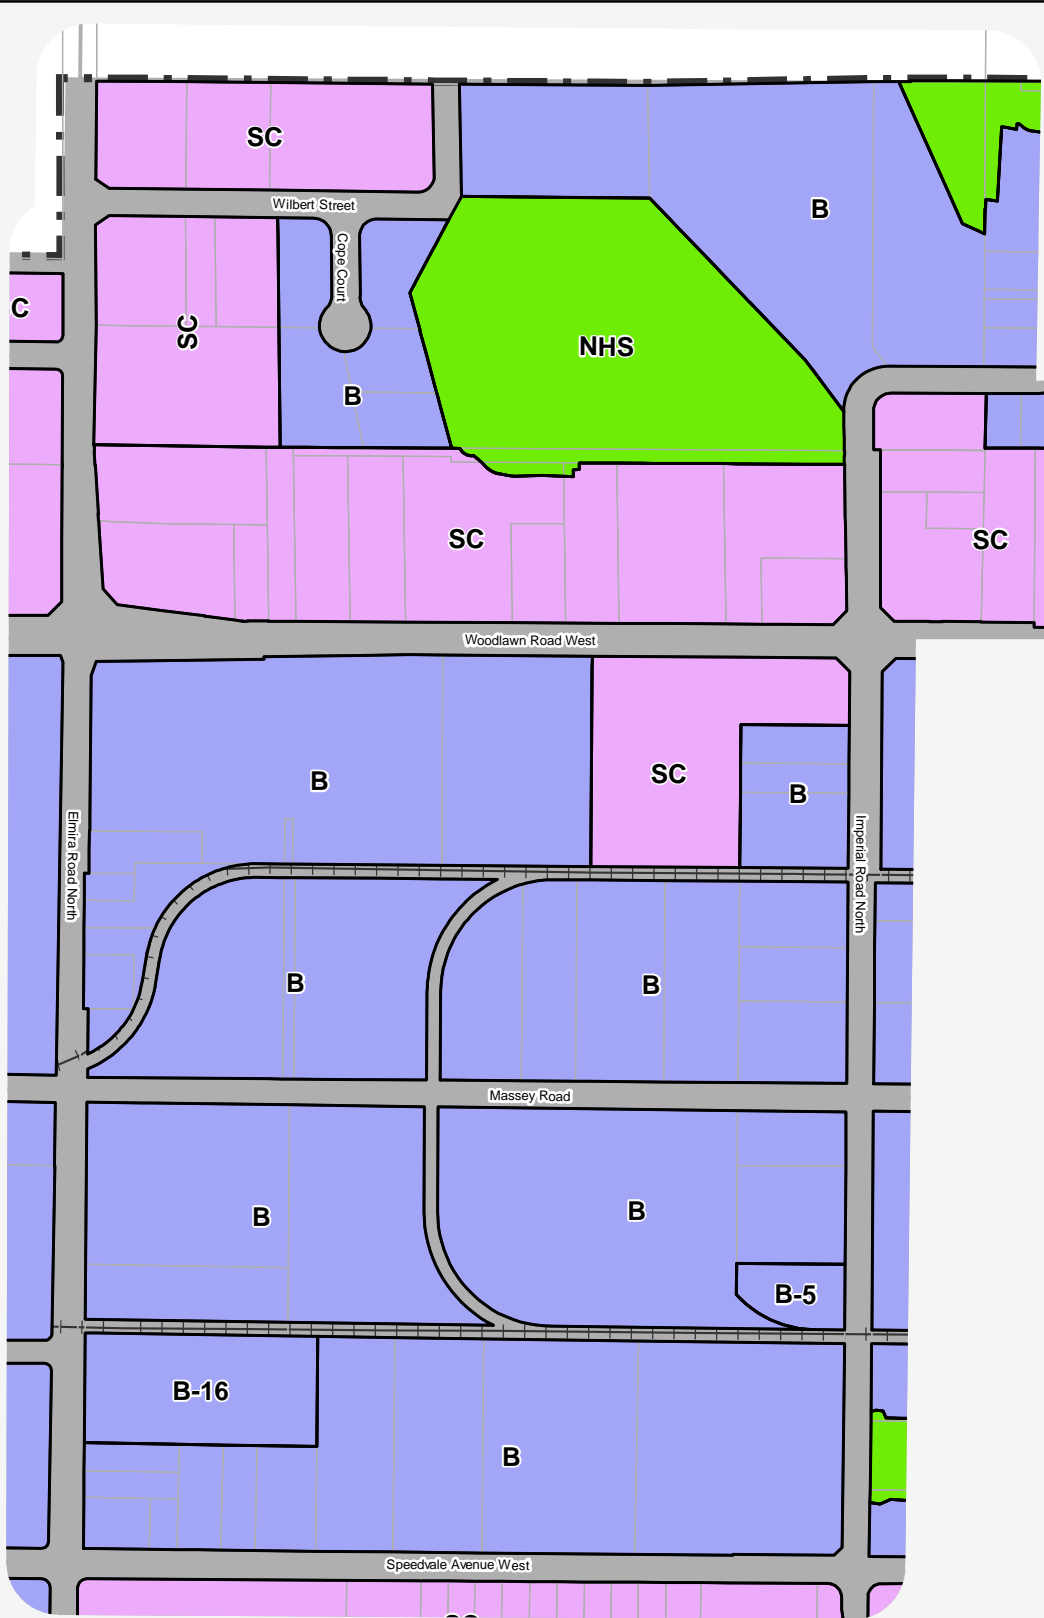 SC
Wilbert Street
B
Cope Court
C
SC
NHS
B
SC
SC
Woodlawn Road West
SC
B
B
Elmira Road North
Imperial Road North
B
B
Massey Road
B
B
B-5
B-16
B
Speedvale Avenue West